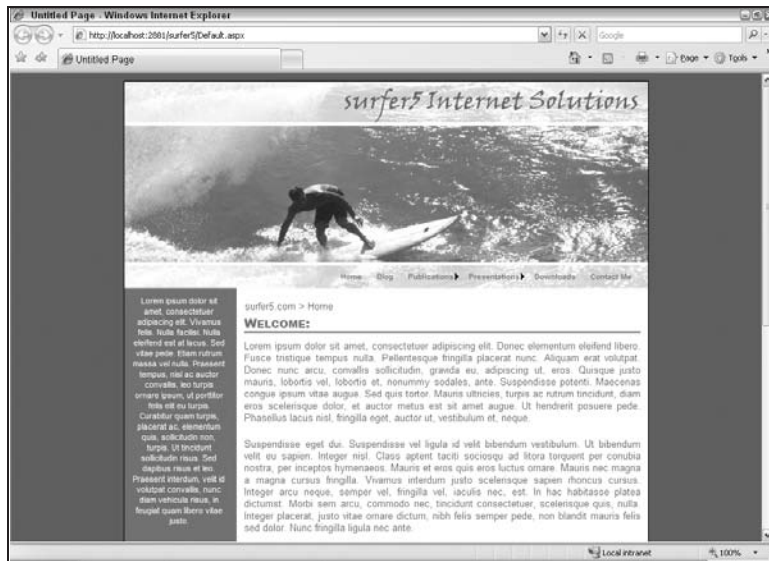 Untitled Page - Windows Internet Explorer
http://localhost:2881/surfer5/Default.aspx
Google
Untitled Page
Page
Tools
surfer5 Internet Solutions
Home Blog Publications Presentations Downloads Contact Me
Lorem ipsum dolor sit
amet, consectetuer
adipiscing elit. Vivamus
felis. Nulla facilisi. Nulla
eleifend est at lacus. Sed
vitae pede. Etiam rutrum
massa vel nulla. Praesent
tempus, nisl ac auctor
convallis, leo turpis
ornare ipsum, ut porttitor
felis elit eu turpis.
Curabitur quam turpis,
placerat ac, elementum
quis, sollicitudin non,
turpis. Ut tincidunt
sollicitudin risus. Sed
dapibus risus et leo.
Praesent interdum, velit id
volutpat convallis, nunc
diam vehicula risus, in
feugiat quam libero vitae
justo.
surfer5.com > Home
WELCOME:
Lorem ipsum dolor sit amet, consectetuer adipiscing elit. Donec elementum eleifend libero.
Fusce tristique tempus nulla. Pellentesque fringilla placerat nunc. Aliquam erat volutpat.
Donec nunc arcu, convallis sollicitudin, gravida eu, adipiscing ut, eros. Quisque justo
mauris, lobortis vel, lobortis et, nonummy sodales, ante. Suspendisse potenti. Maecenas
congue ipsum vitae augue. Sed quis tortor. Mauris ultricies, turpis ac rutrum tincidunt, diam
eros scelerisque dolor, et auctor metus est sit amet augue. Ut hendrerit posuere pede.
Phasellus lacus nisl, fringilla eget, auctor ut, vestibulum et, neque.
Suspendisse eget dui. Suspendisse vel ligula id velit bibendum vestibulum. Ut bibendum
velit eu sapien. Integer nisl. Class aptent taciti sociosqu ad litora torquent per conubia
nostra, per inceptos hymenaeos. Mauris et eros quis eros luctus ornare. Mauris nec magna
a magna cursus fringilla. Vivamus interdum justo scelerisque sapien rhoncus cursus.
Integer arcu neque, semper vel, fringilla vel, iaculis nec, est. In hac habitasse platea
dictumst. Morbi sem arcu, commodo nec, tincidunt consectetuer, scelerisque quis, nulla.
Integer placerat, justo vitae ornare dictum, nibh felis semper pede, non blandit mauris felis
sed dolor. Nunc fringilla ligula nec ante.
Local intranet
100%